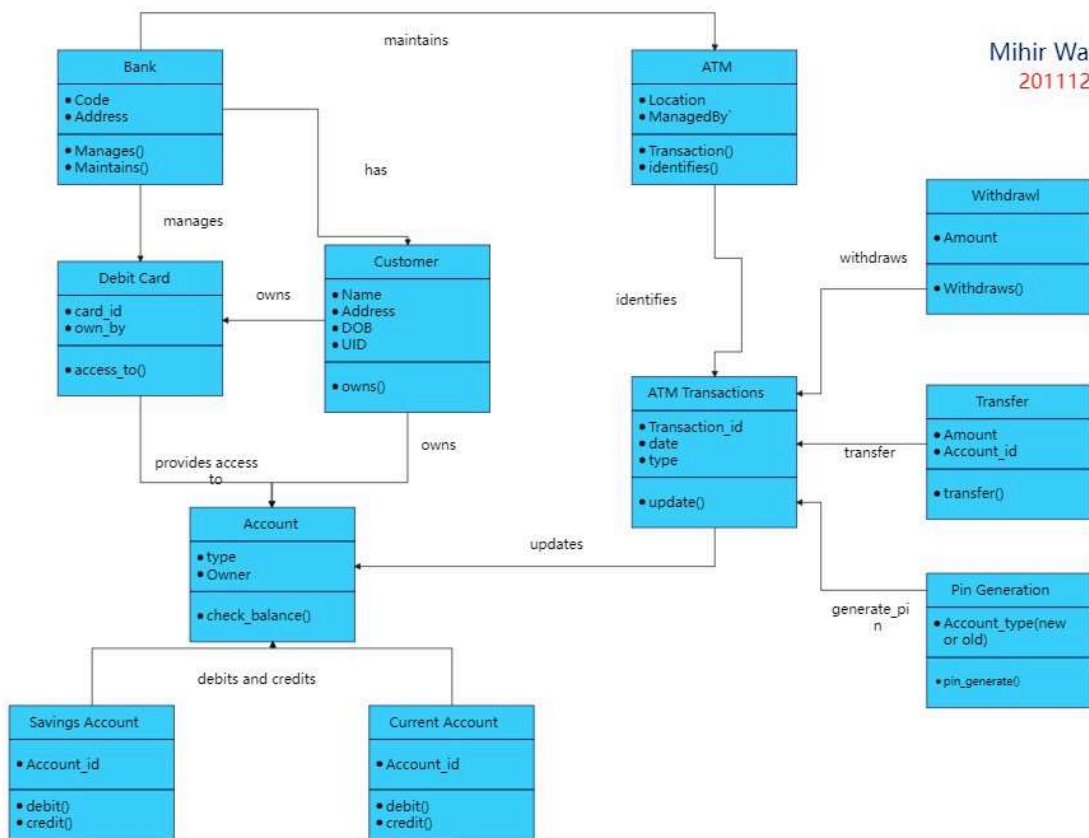 maintains
Mihir Wa
201112
Bank
Code
Address
Manages()
Maintains()
ATM
Location
ManagedBy`
Transaction()
identifies()
has
manages
Withdrawl
Amount
Withdraws()
withdraws
Debit Card
card_id
own_by
access_to()
owns
Customer
Name
Address
DOB
UID
owns()
identifies
ATM Transactions
Transaction_id
date
type
update()
Transfer
Amount
Account_id
transfer()
transfer
owns
provides access
to
Account
type
Owner
check_balance()
updates
generate_pi
n
Pin Generation
Account_type(new
or old)
pin_generate()
debits and credits
Savings Account
Account_id
debit()
credit()
Current Account
Account_id
debit()
credit()